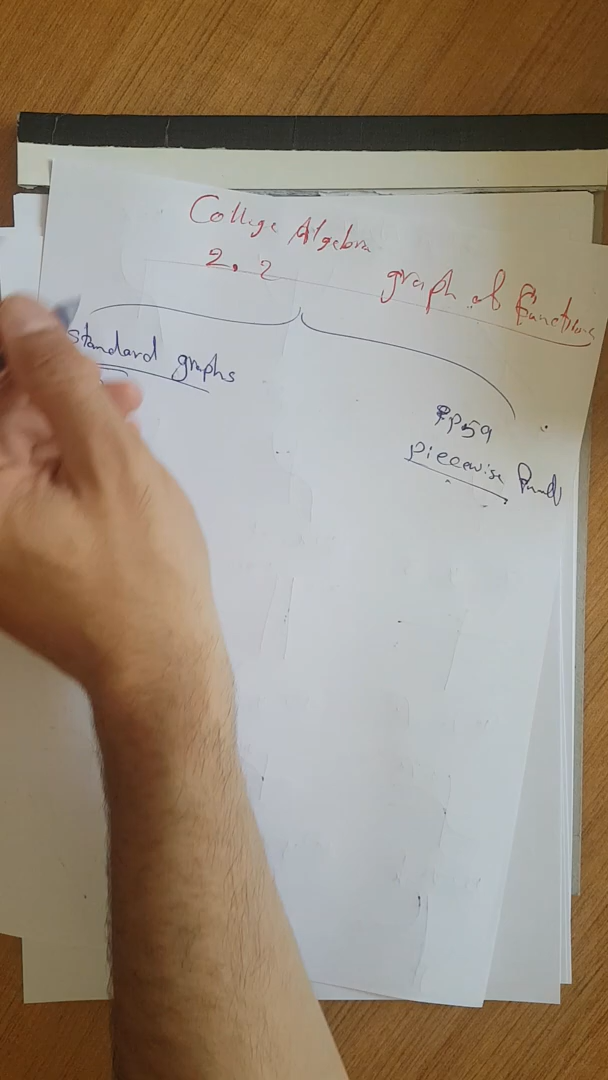 College Algebra
2.2 graph of functions
standard graphs
PP59
piecewise